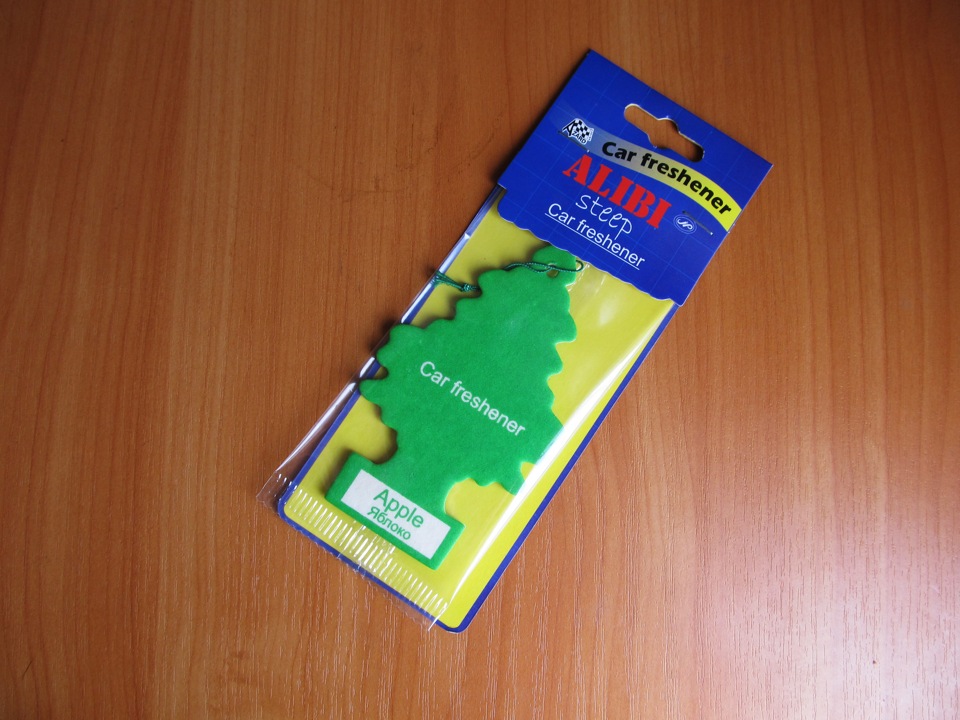 Car freshener
ALIBI
steep
Car freshener
Car freshener
Apple
Яблоко